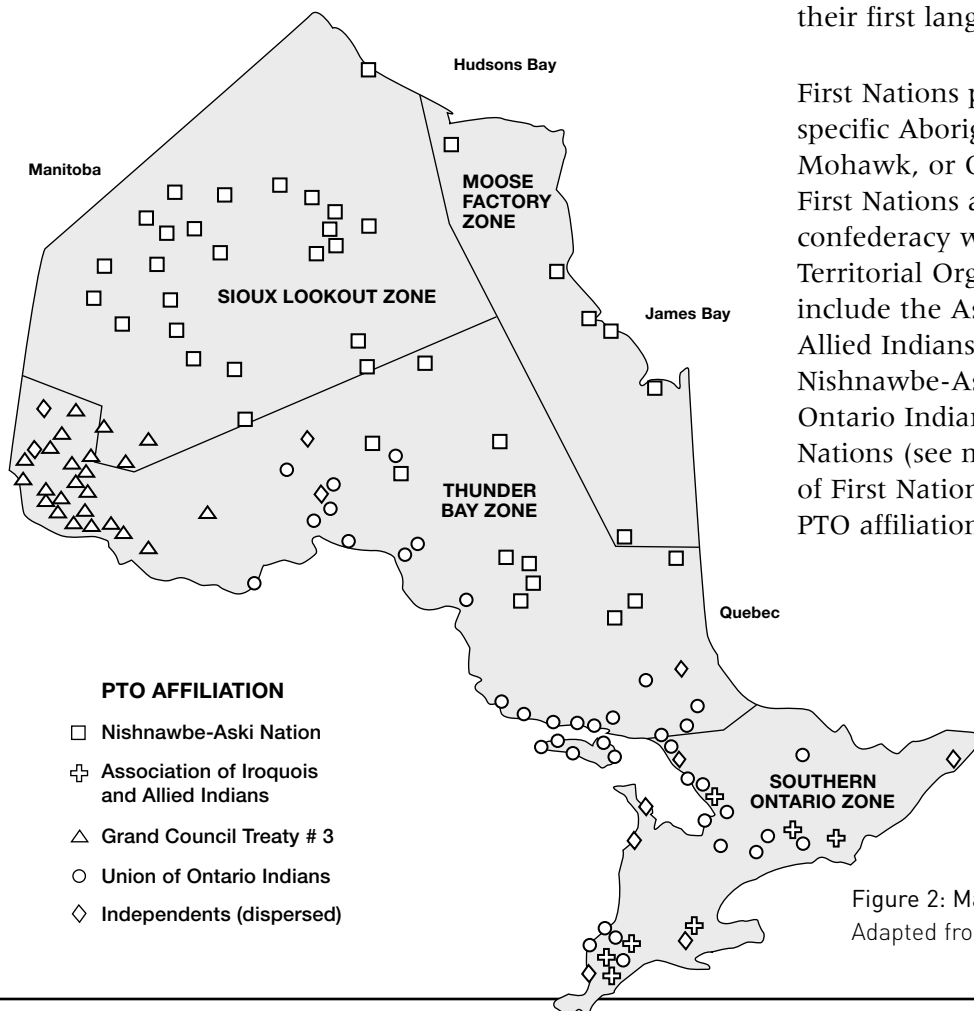 their first lang
First Nations p
specific Aborig
Mohawk, or O
First Nations a
confederacy w
Territorial Org
include the As
Allied Indians
Nishnawbe-As
Ontario Indian
Nations (see m
of First Nation
PTO affiliation
Hudsons Bay
Manitoba
MOOSE
FACTORY
ZONE
SIOUX LOOKOUT ZONE
James Bay
THUNDER
BAY ZONE
Quebec
PTO AFFILIATION
Nishnawbe-Aski Nation
Association of Iroquois
and Allied Indians
Grand Council Treaty # 3
Union of Ontario Indians
Independents (dispersed)
SOUTHERN
ONTARIO ZONE
Figure 2: Ma
Adapted fro